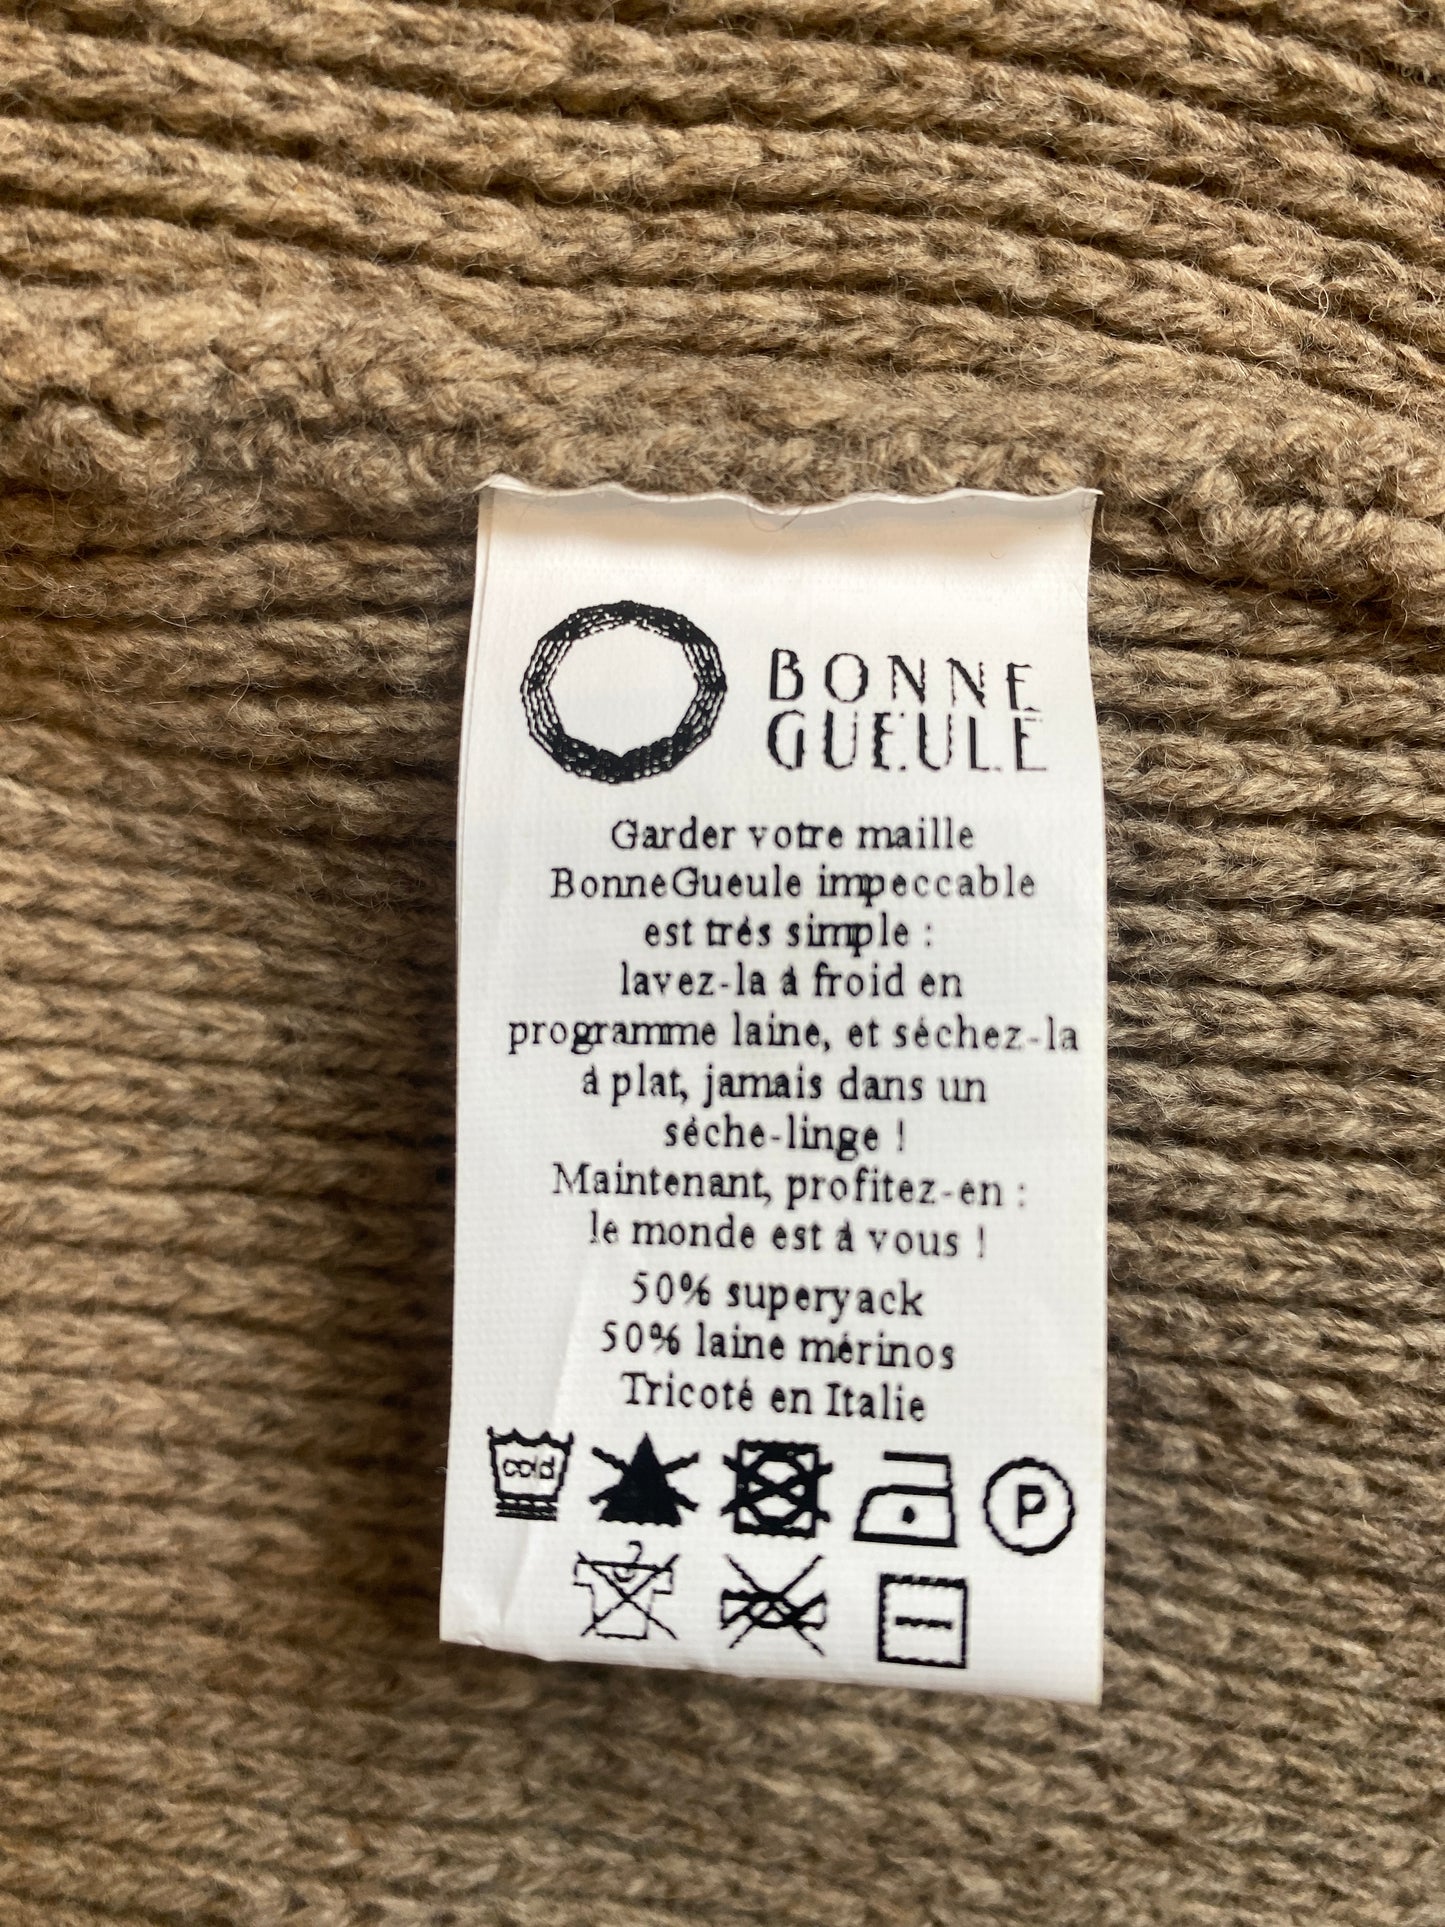 BONNE
GUEULE
Garder votre maille
BonneGueule impeccable
est trés simple :
lavez-la à froid en
programme laine, et séchez-la
à plat, jamais dans un
séche-linge !
Maintenant, profitez-en :
le monde est à vous !
50% superyack
50% laine mérinos
Tricoté en Italie
cold
P